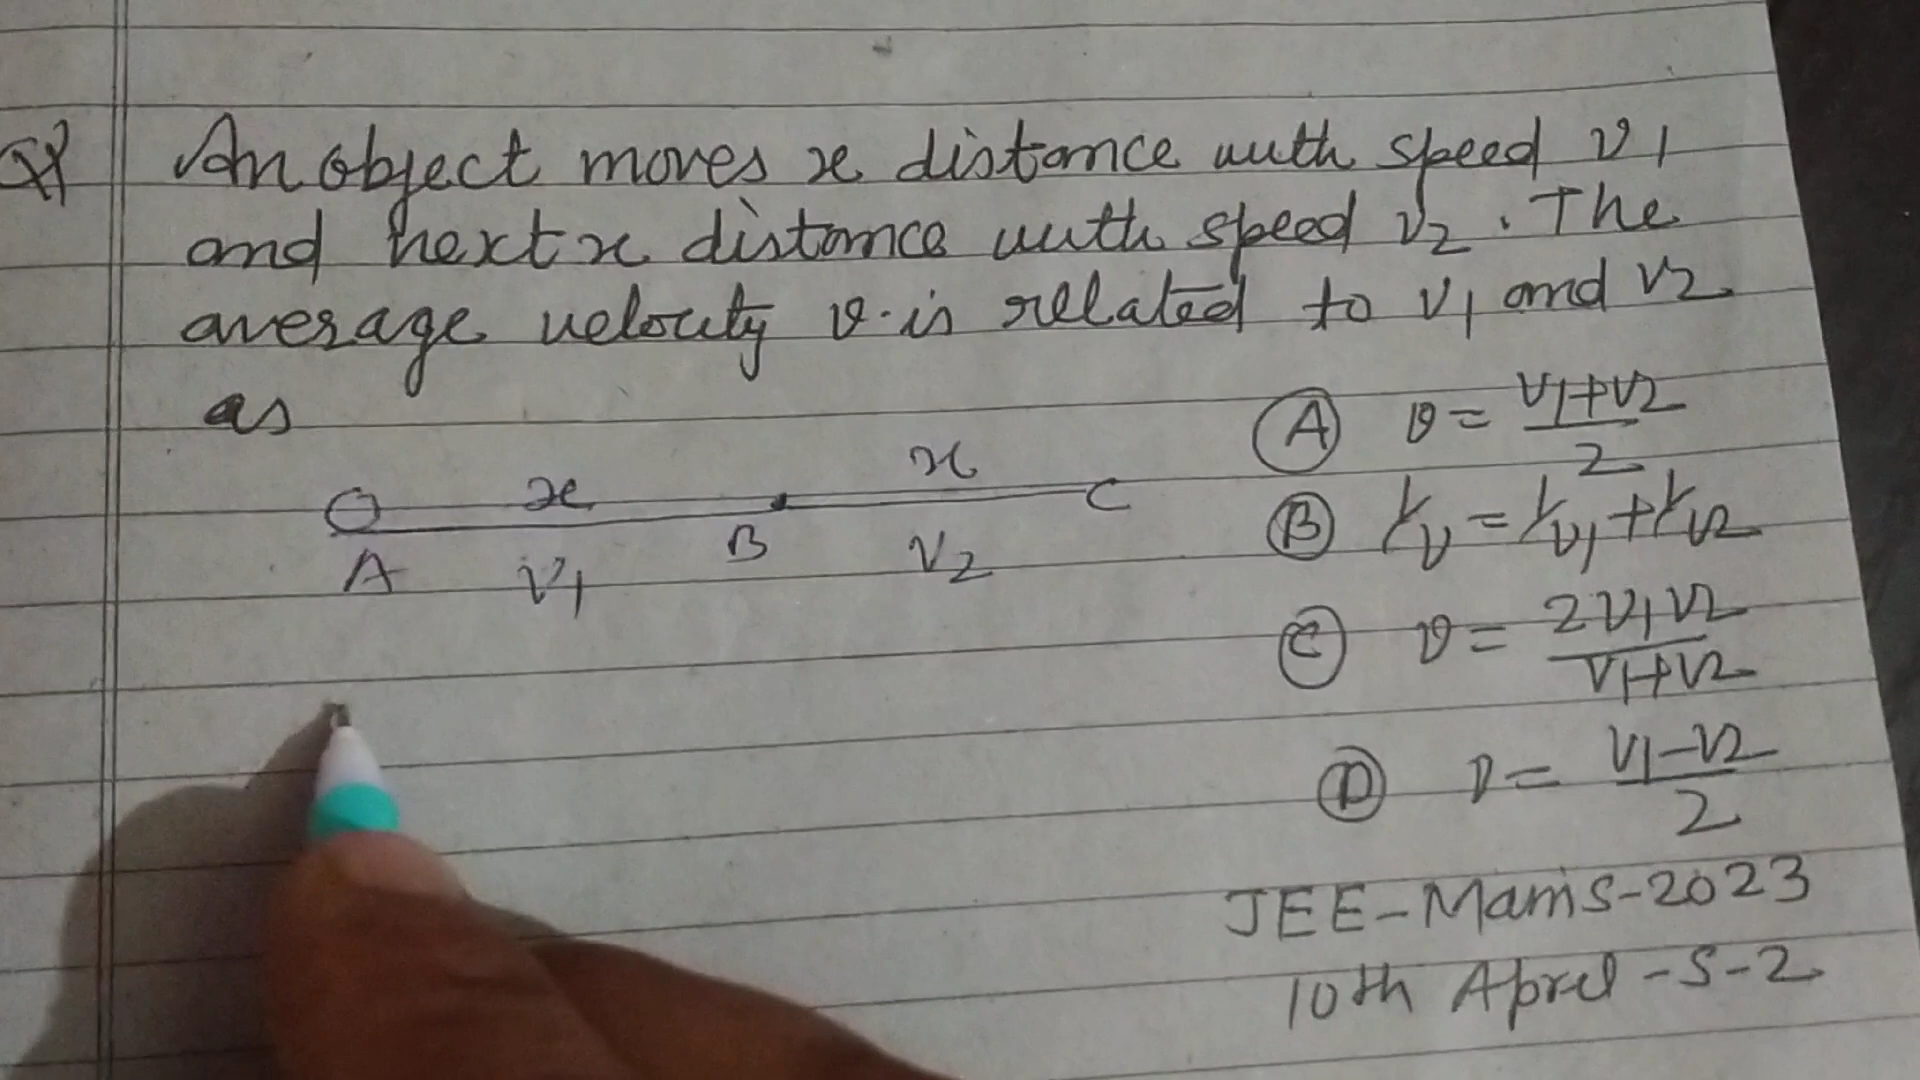 Q
An object moves x distance with speed v1
and next x distance with speed v2. The
average velocity v is related to v1 and v2
as
x x
A B C
v1 v2
A v = v1+v2 / 2
B 1/v = 1/v1 + 1/v2
C v = 2v1v2 / v1+v2
D v = v1-v2 / 2
JEE-Mains-2023
10th April-S-2